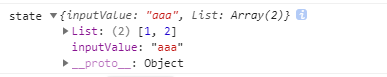 state ▼{inputValue: "aaa", List: Array(2)} i
▶List: (2) [1, 2]
inputValue: "aaa"
▶__proto__: Object